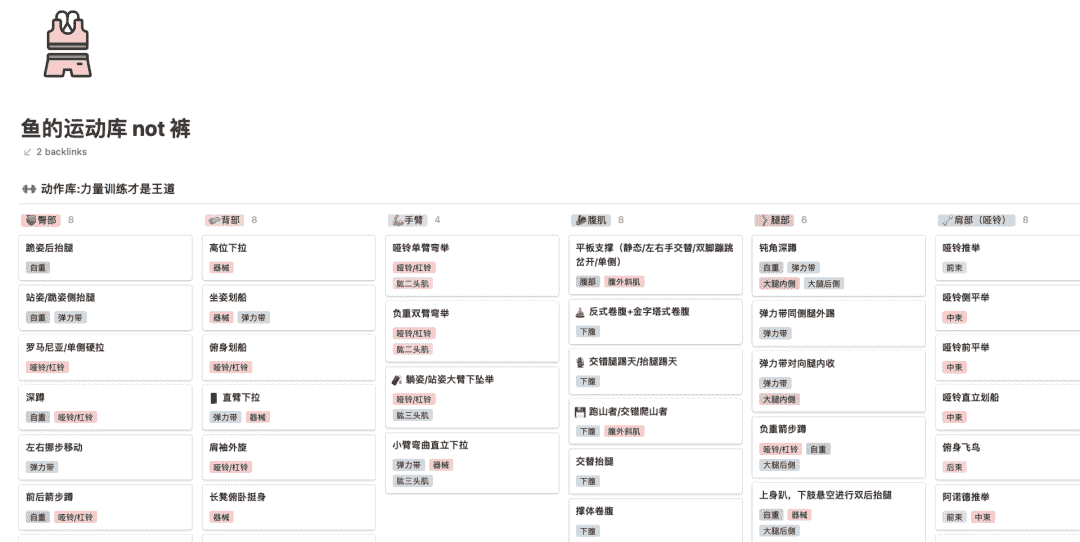 鱼的运动库 not 裤
2 backlinks
动作库:力量训练才是王道
臀部 8
跪姿后抬腿
自重
站姿/跪姿侧抬腿
自重 弹力带
罗马尼亚/单侧硬拉
哑铃/杠铃
深蹲
自重 哑铃/杠铃
左右挪步移动
弹力带
前后箭步蹲
自重 哑铃/杠铃
背部 8
高位下拉
器械
坐姿划船
器械 弹力带
俯身划船
哑铃/杠铃
直臂下拉
弹力带 器械
肩袖外旋
哑铃/杠铃
长凳俯卧挺身
器械
手臂 4
哑铃单臂弯举
哑铃/杠铃
肱二头肌
负重双臂弯举
哑铃/杠铃
肱二头肌
躺姿/站姿大臂下坠举
哑铃/杠铃
肱三头肌
小臂弯曲直立下拉
弹力带 器械
肱三头肌
腹肌 8
平板支撑（静态/左右手交替/双脚蹦跳
岔开/单侧）
腹部 腹外斜肌
反式卷腹+金字塔式卷腹
下腹
交错腿踢天/抬腿踢天
下腹
跑山者/交错爬山者
下腹 腹外斜肌
交替抬腿
下腹
撑体卷腹
下腹
腿部 6
钝角深蹲
自重 弹力带
大腿内侧 大腿后侧
弹力带同侧腿外踢
弹力带
弹力带对向腿内收
弹力带
大腿内侧
负重箭步蹲
哑铃/杠铃 自重
大腿后侧
上身趴，下肢悬空进行双后抬腿
自重 器械
大腿后侧
肩部（哑铃） 8
哑铃推举
前束
哑铃侧平举
中束
哑铃前平举
中束
哑铃直立划船
中束
俯身飞鸟
后束
阿诺德推举
前束 中束